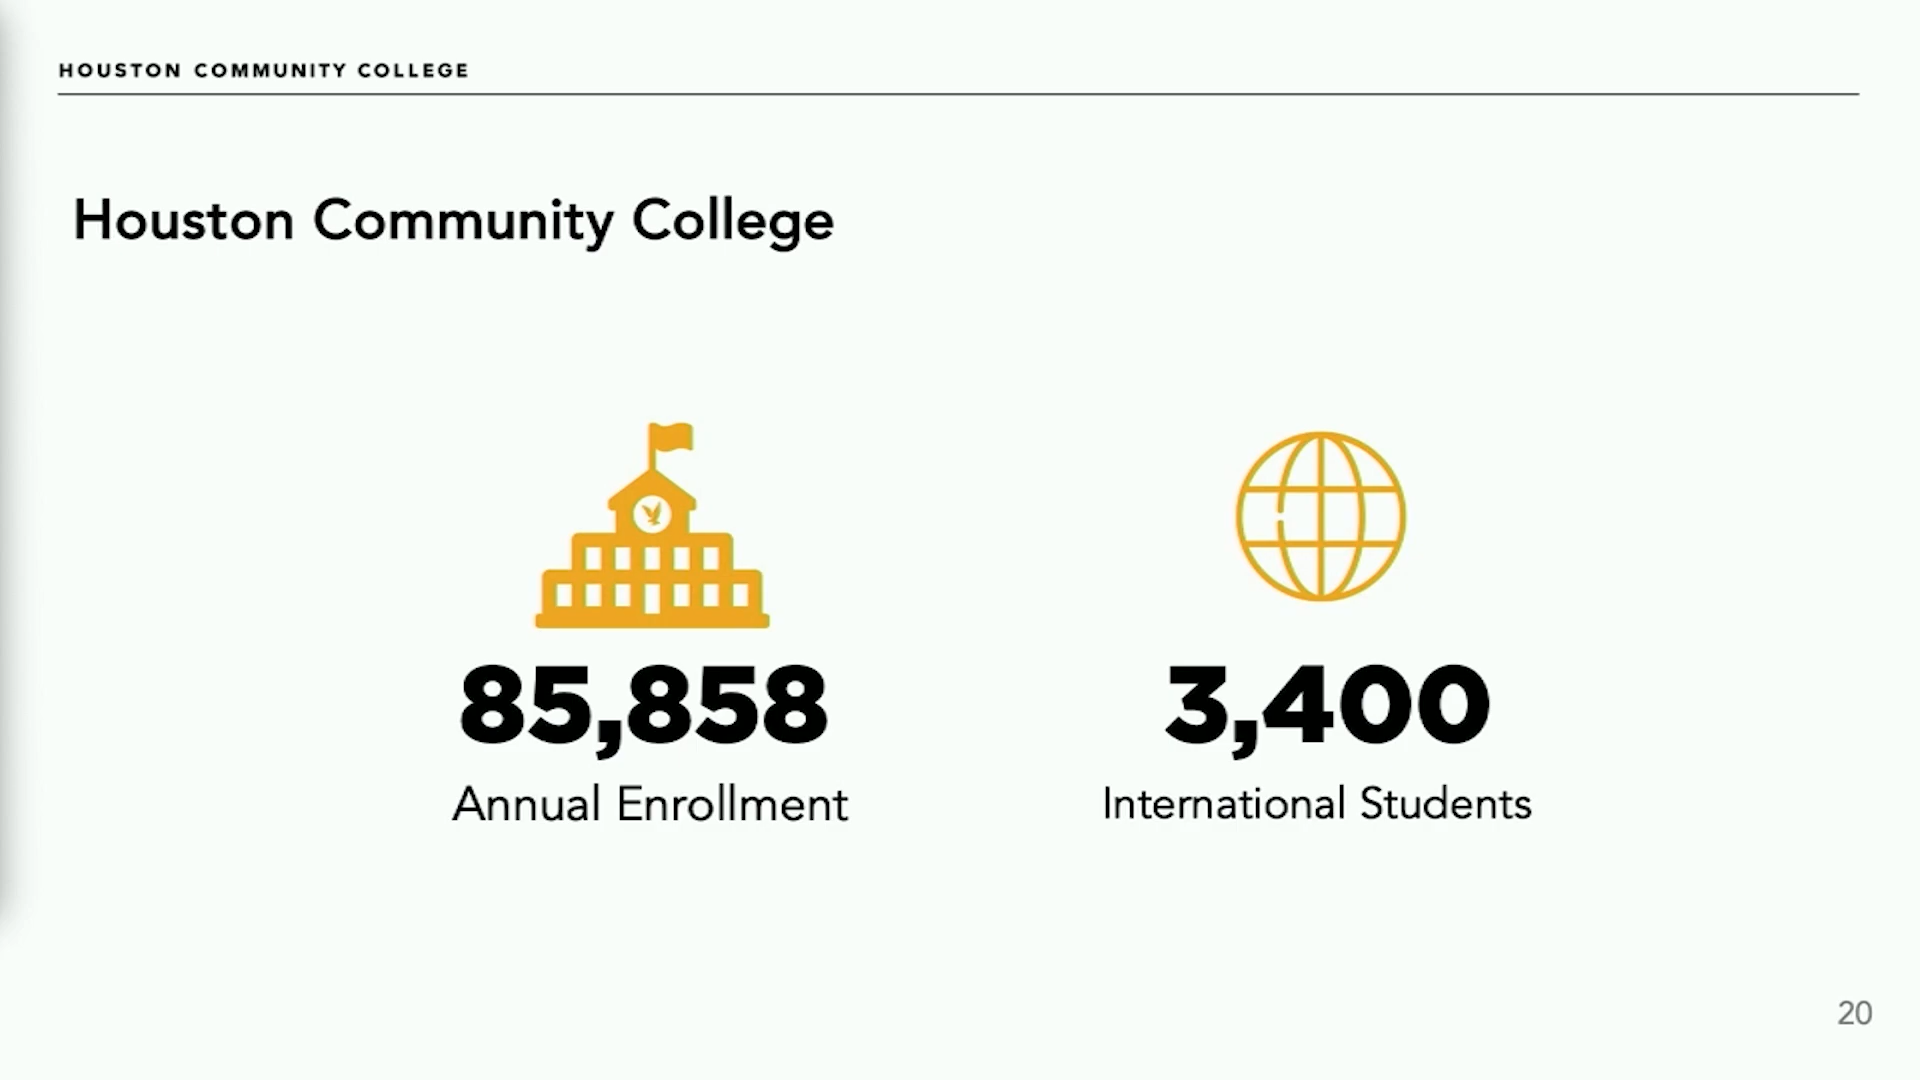 HOUSTON COMMUNITY COLLEGE
Houston Community College
85,858
Annual Enrollment
3,400
International Students
20